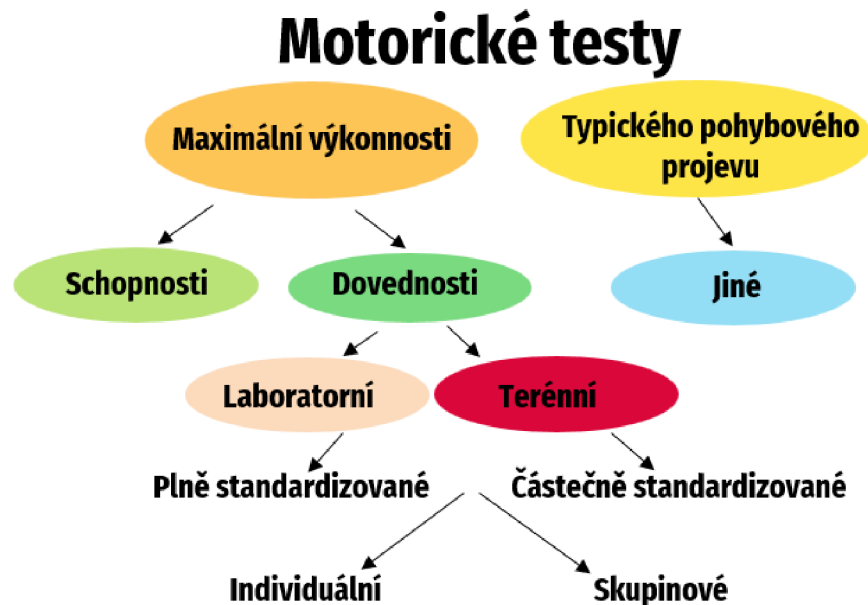 Motorické testy
Maximální výkonnosti
Typického pohybového
projevu
Schopnosti
Dovednosti
Jiné
Laboratorní
Terénní
Plně standardizované
Částečně standardizované
Individuální
Skupinové